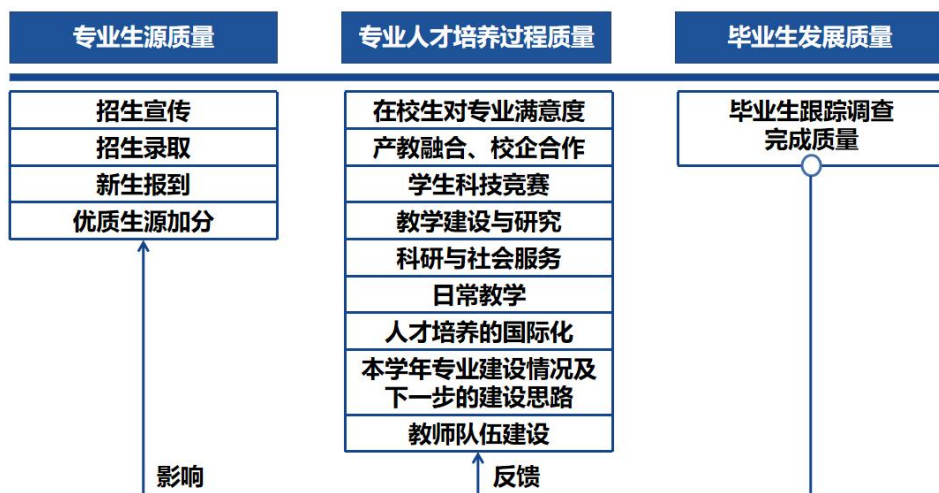 专业生源质量
专业人才培养过程质量
毕业生发展质量
招生宣传
招生录取
新生报到
优质生源加分
在校生对专业满意度
产教融合、校企合作
学生科技竞赛
教学建设与研究
科研与社会服务
日常教学
人才培养的国际化
本学年专业建设情况及
下一步的建设思路
教师队伍建设
毕业生跟踪调查
完成质量
影响
反馈